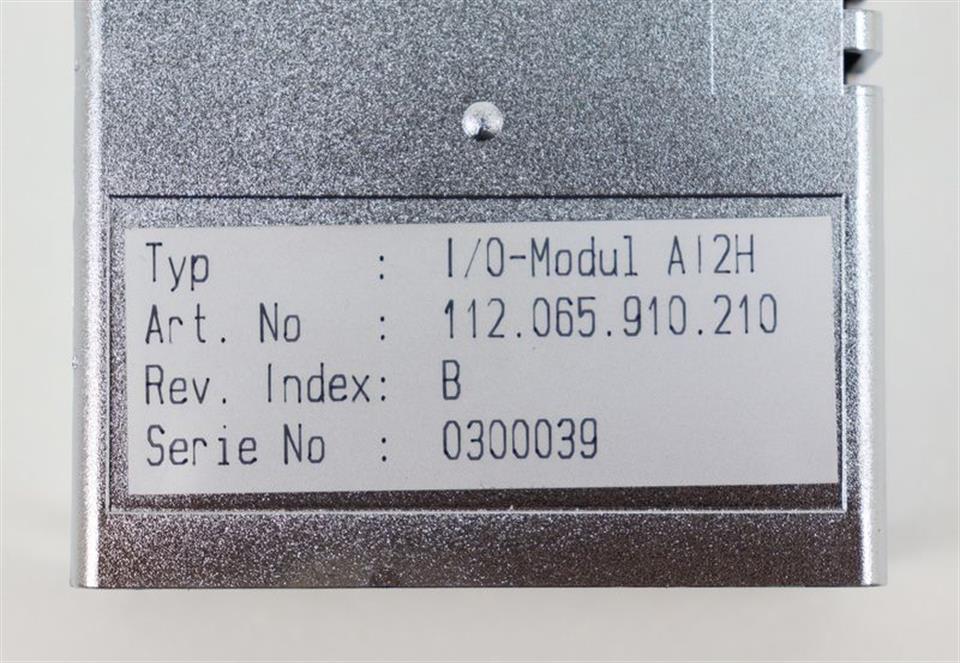 Typ : I/O-Modul AI2H
Art. No : 112.065.910.210
Rev. Index: B
Serie No : 0300039